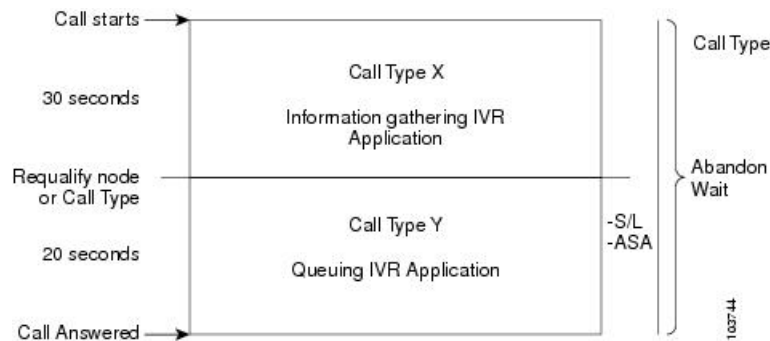 Call starts
30 seconds
Requalify node
or Call Type
20 seconds
Call Answered
Call Type X
Information gathering IVR
Application
Call Type Y
Queuing IVR Application
-S/L
-ASA
Call Type
Abandon
Wait
103744